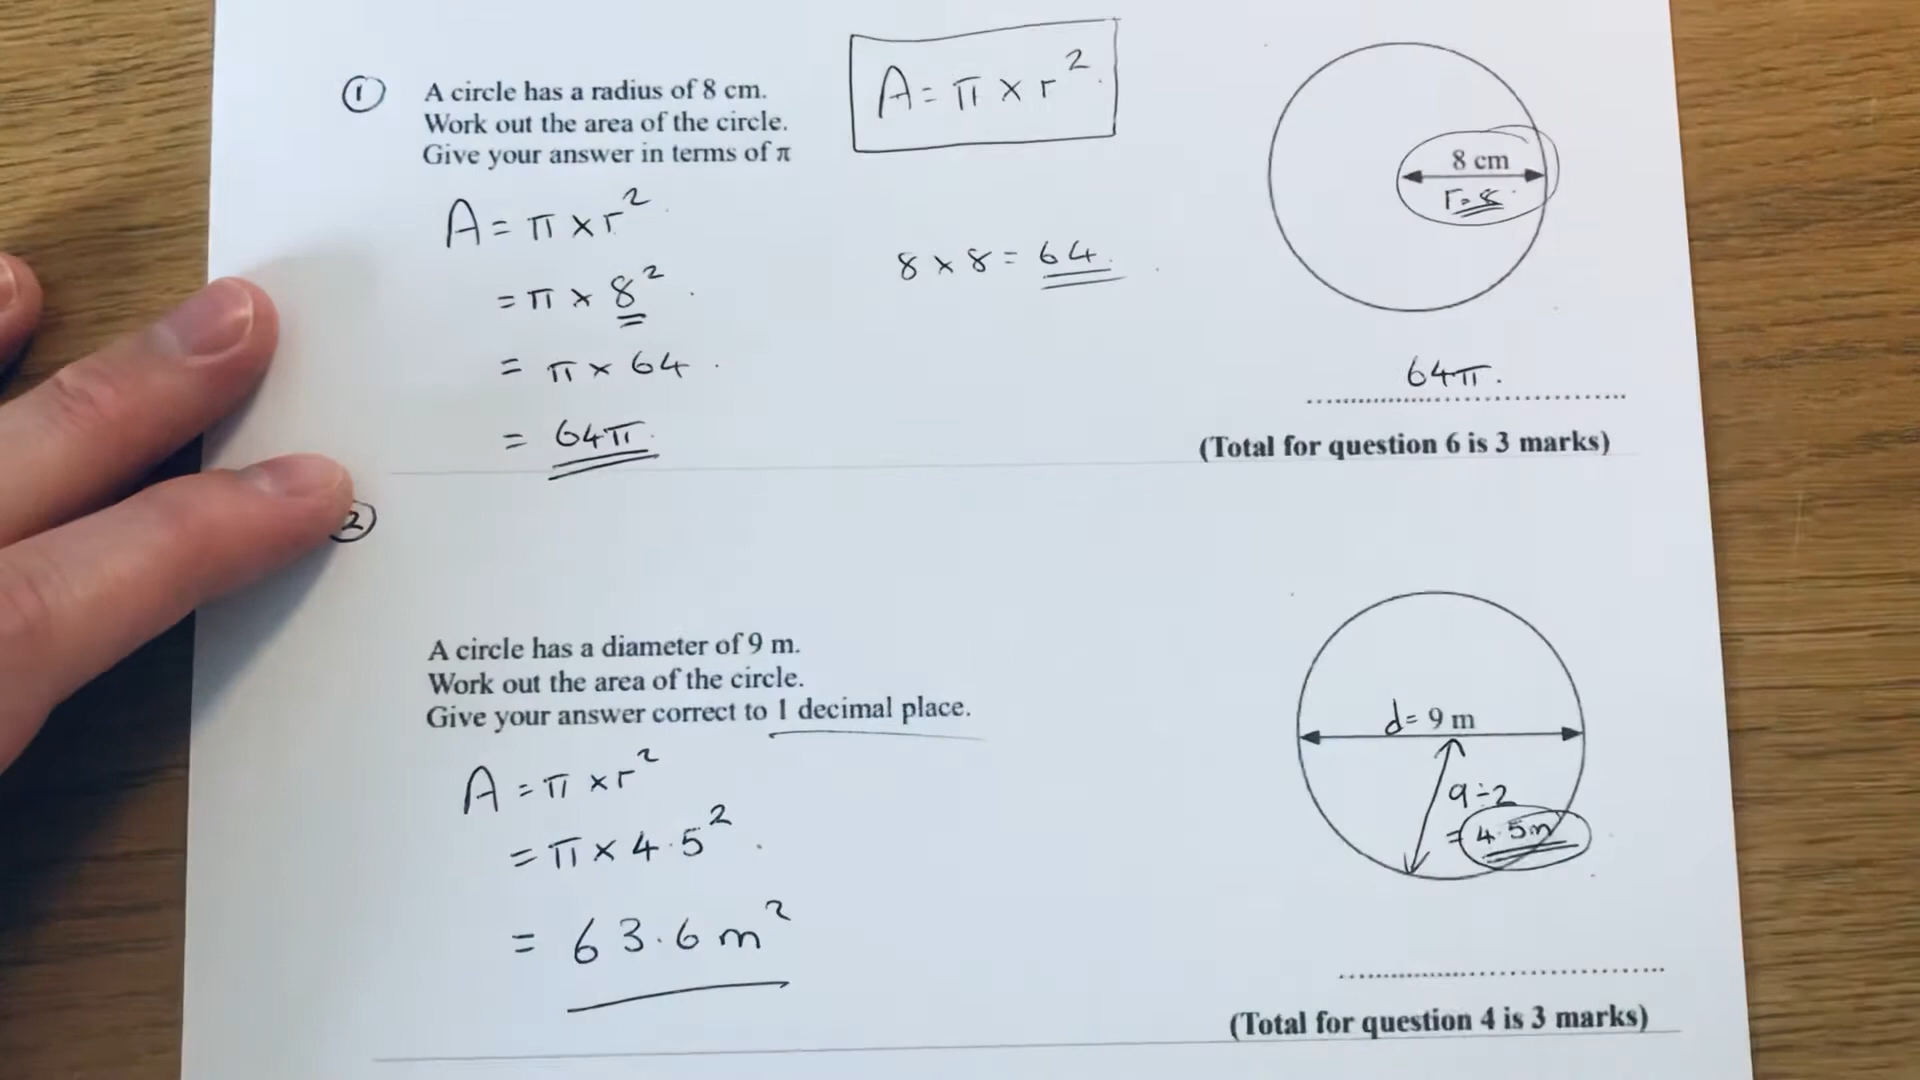 ①
A circle has a radius of 8 cm.
Work out the area of the circle.
Give your answer in terms of π
A = π × r²
A = π × r²
= π × 8²
= π × 64
= 64π
8 × 8 = 64
8 cm
r = 8
64π
(Total for question 6 is 3 marks)
②
A circle has a diameter of 9 m.
Work out the area of the circle.
Give your answer correct to 1 decimal place.
A = π × r²
= π × 4.5²
= 63.6 m²
d = 9 m
9 ÷ 2
= 4.5m
(Total for question 4 is 3 marks)